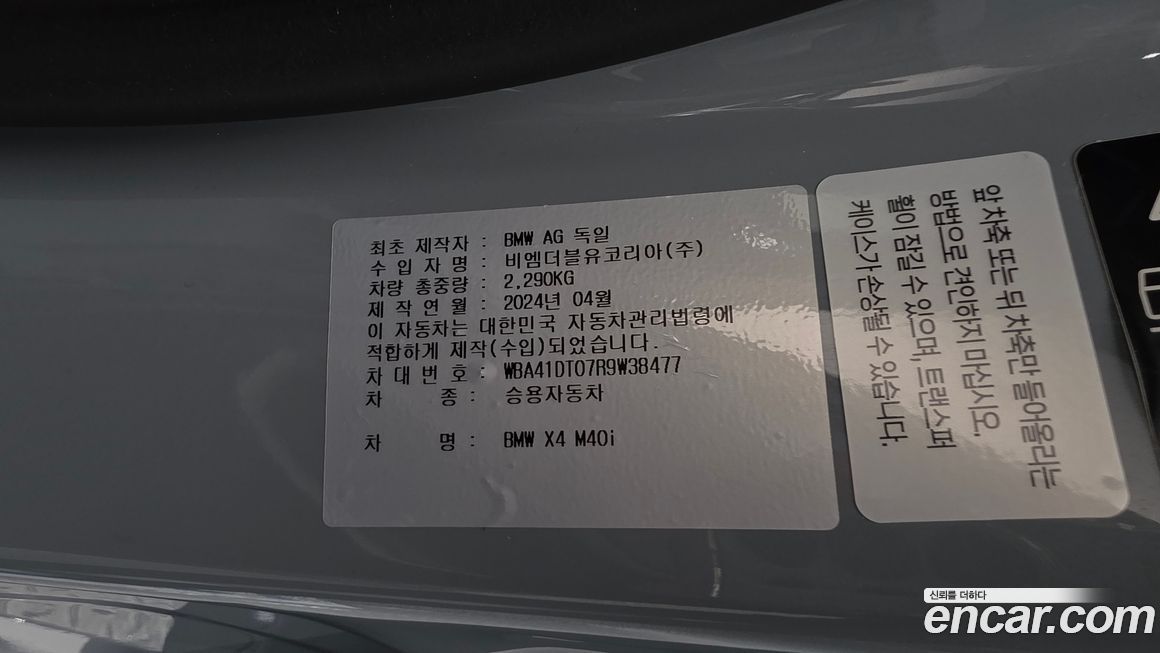 최초 제작자 : BMW AG 독일
수 입 자 명 : 비엠더블유코리아(주)
차량 총중량 : 2,290KG
제 작 연 월 : 2024년 04월
이 자동차는 대한민국 자동차관리법령에
적합하게 제작(수입)되었습니다.
차 대 번 호 : WBA41DT07R9W38477
차 종 : 승용자동차
차 명 : BMW X4 M40i
앞 차축 또는 뒤 차축만 들어올리는
방법으로 견인하지 마십시오.
휠이 잠길 수 있으며, 트랜스퍼
케이스가 손상될 수 있습니다.
신뢰를 더하다
encar.com